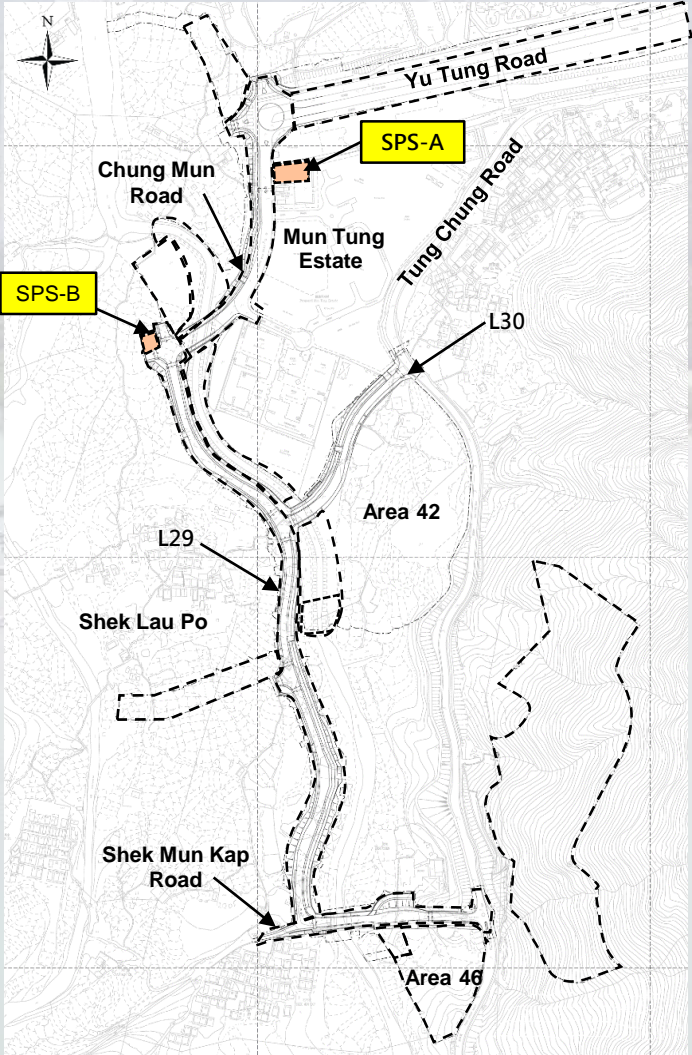 N
Yu Tung Road
SPS-A
Chung Mun
Road
Tung Chung Road
Mun Tung
Estate
SPS-B
L30
Area 42
L29
Shek Lau Po
Shek Mun Kap
Road
Area 46